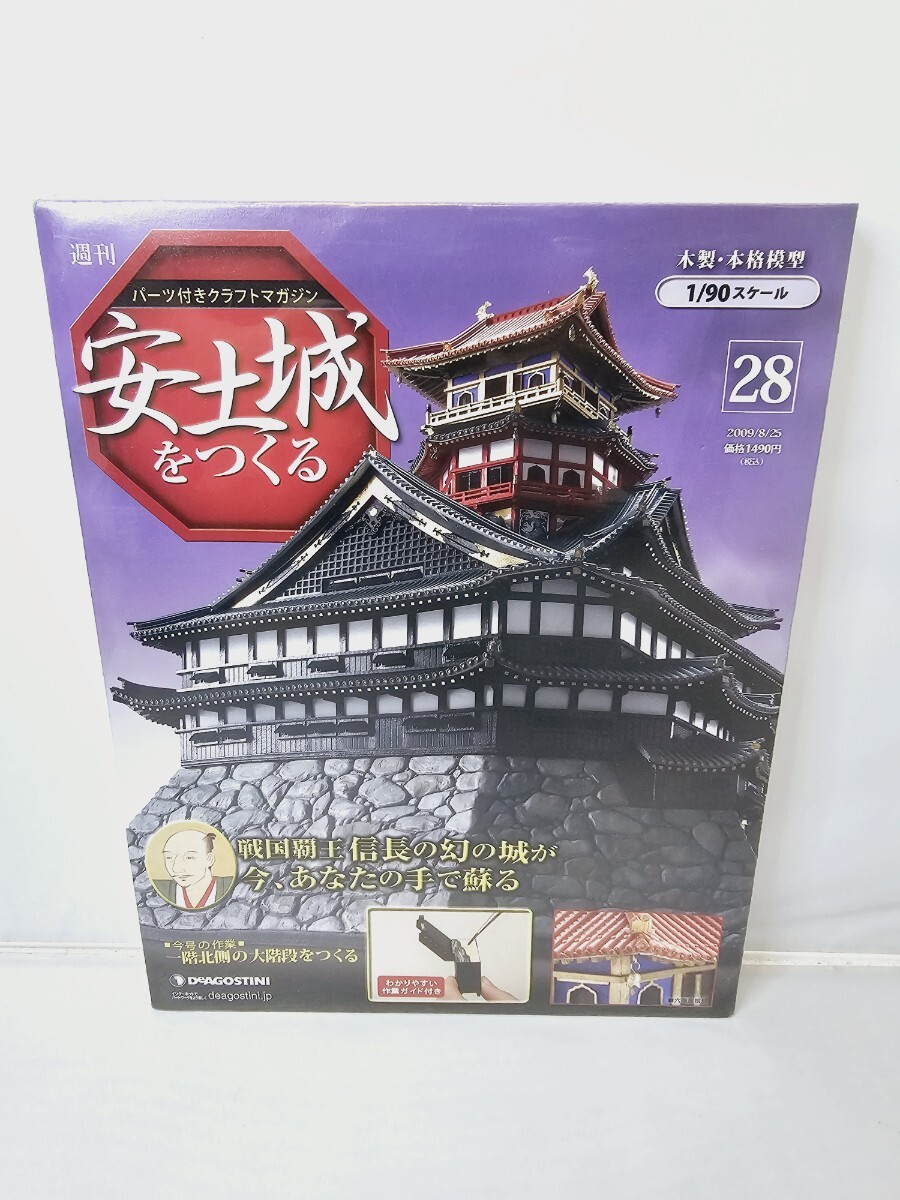 週刊
パーツ付きクラフトマガジン
安土城
をつくる
木製・本格模型
1/90スケール
28
2009/8/25
価格1490円
(税込)
戦国覇王 信長の幻の城が
今、あなたの手で蘇る
■今号の作業■
一階北側の大階段をつくる
DeAGOSTINI
deagostini.jp
わかりやすい
作業ガイド付き